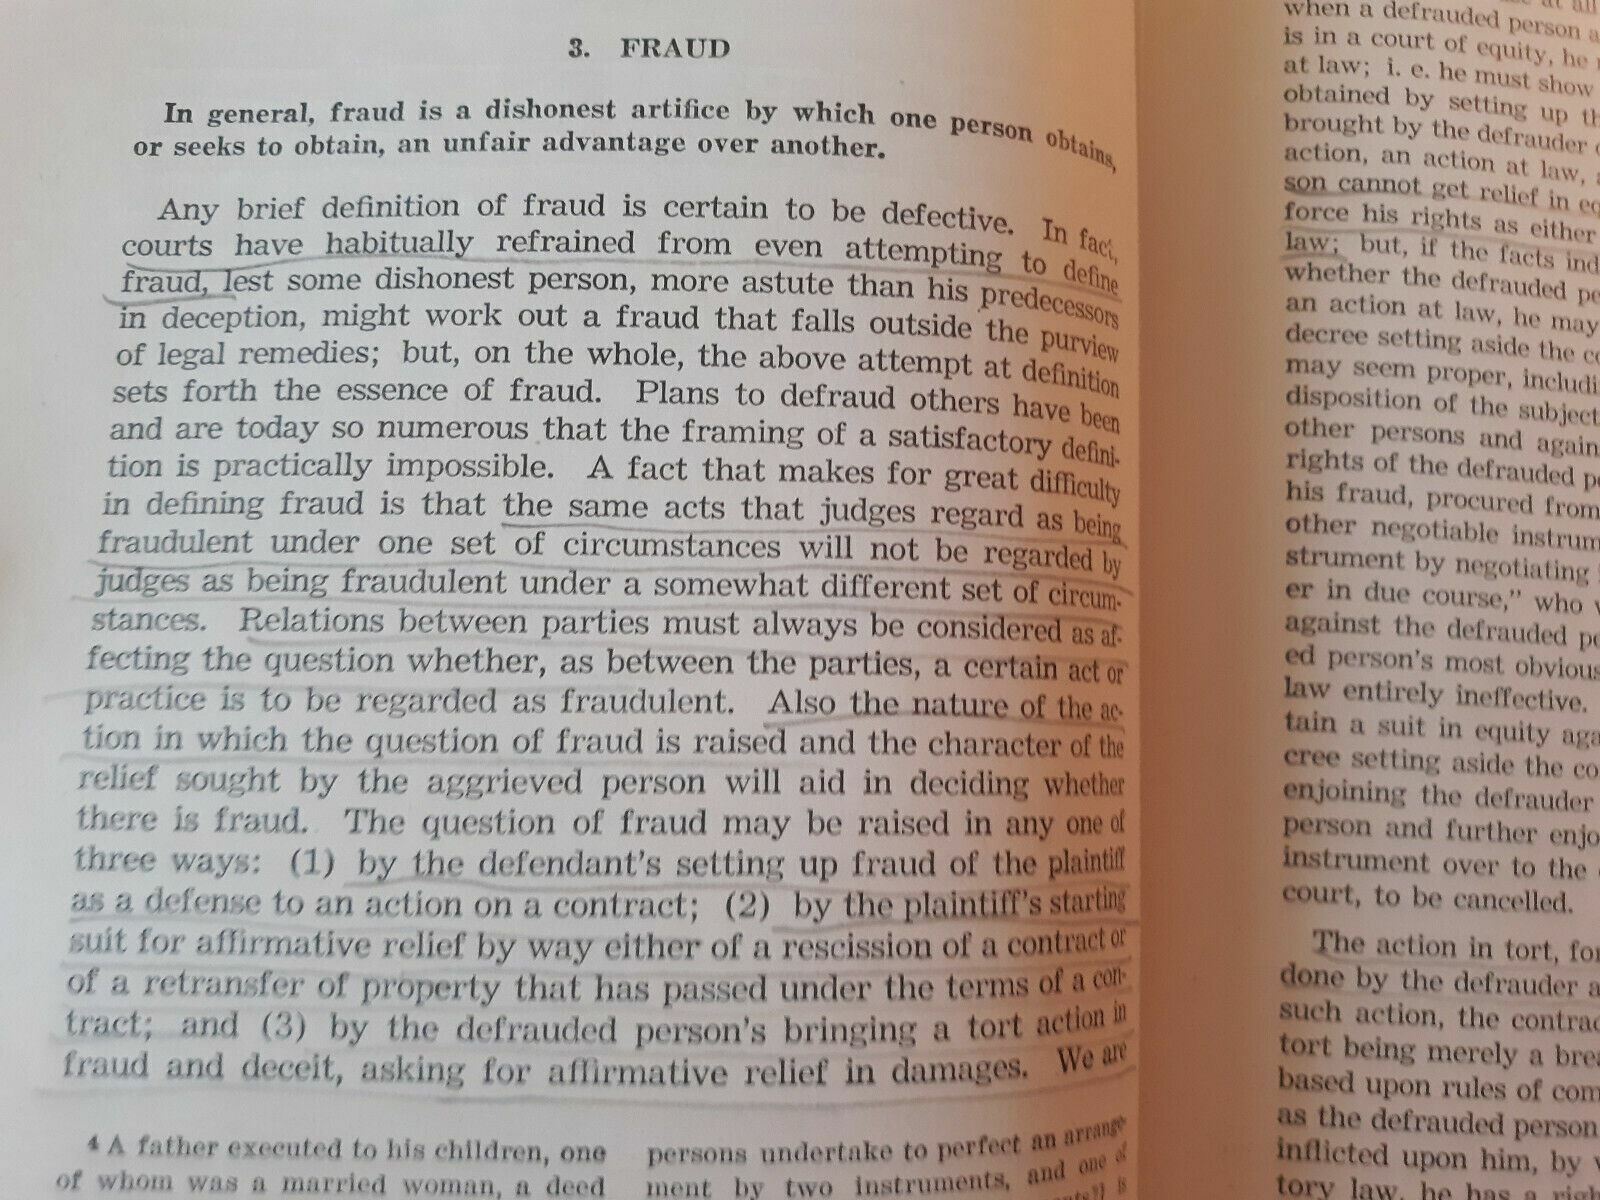 3. FRAUD
In general, fraud is a dishonest artifice by which one person obtains,
or seeks to obtain, an unfair advantage over another.
Any brief definition of fraud is certain to be defective. In fact,
courts have habitually refrained from even attempting to define
fraud, lest some dishonest person, more astute than his predecessors
in deception, might work out a fraud that falls outside the purview
of legal remedies; but, on the whole, the above attempt at definition
sets forth the essence of fraud. Plans to defraud others have been
and are today so numerous that the framing of a satisfactory defini-
tion is practically impossible. A fact that makes for great difficulty
in defining fraud is that the same acts that judges regard as being
fraudulent under one set of circumstances will not be regarded by
judges as being fraudulent under a somewhat different set of circum-
stances. Relations between parties must always be considered as af-
fecting the question whether, as between the parties, a certain act or
practice is to be regarded as fraudulent. Also the nature of the ac-
tion in which the question of fraud is raised and the character of the
relief sought by the aggrieved person will aid in deciding whether
there is fraud. The question of fraud may be raised in any one of
three ways: (1) by the defendant's setting up fraud of the plaintiff
as a defense to an action on a contract; (2) by the plaintiff's starting
suit for affirmative relief by way either of a rescission of a contract or
of a retransfer of property that has passed under the terms of a con-
tract; and (3) by the defrauded person's bringing a tort action in
fraud and deceit, asking for affirmative relief in damages. We are
4 A father executed to his children, one
of whom was a married woman, a deed
persons undertake to perfect an arrange-
ment by two instruments, and one of
is
at all
when a defrauded person
is in a court of equity, he
at law; i. e. he must show
obtained by setting up
brought by the defrauder
action, an action at law,
son cannot get relief in
force his rights as either
law; but, if the facts
whether the defrauded
an action at law, he may
decree setting aside the
may seem proper,
disposition of the
other persons and
rights of the defrauded
his fraud, procured from
other negotiable
strument by negotiating
er in due course," who
against the defrauded
ed person's most obvious
law entirely ineffective.
tain a suit in equity
cree setting aside the
enjoining the defrauder
person and further
instrument over to the
court, to be cancelled.
The action in tort,
done by the defrauder
such action, the
tort being merely a
based upon rules of
as the defrauded person
inflicted upon him, by
tory law, he has